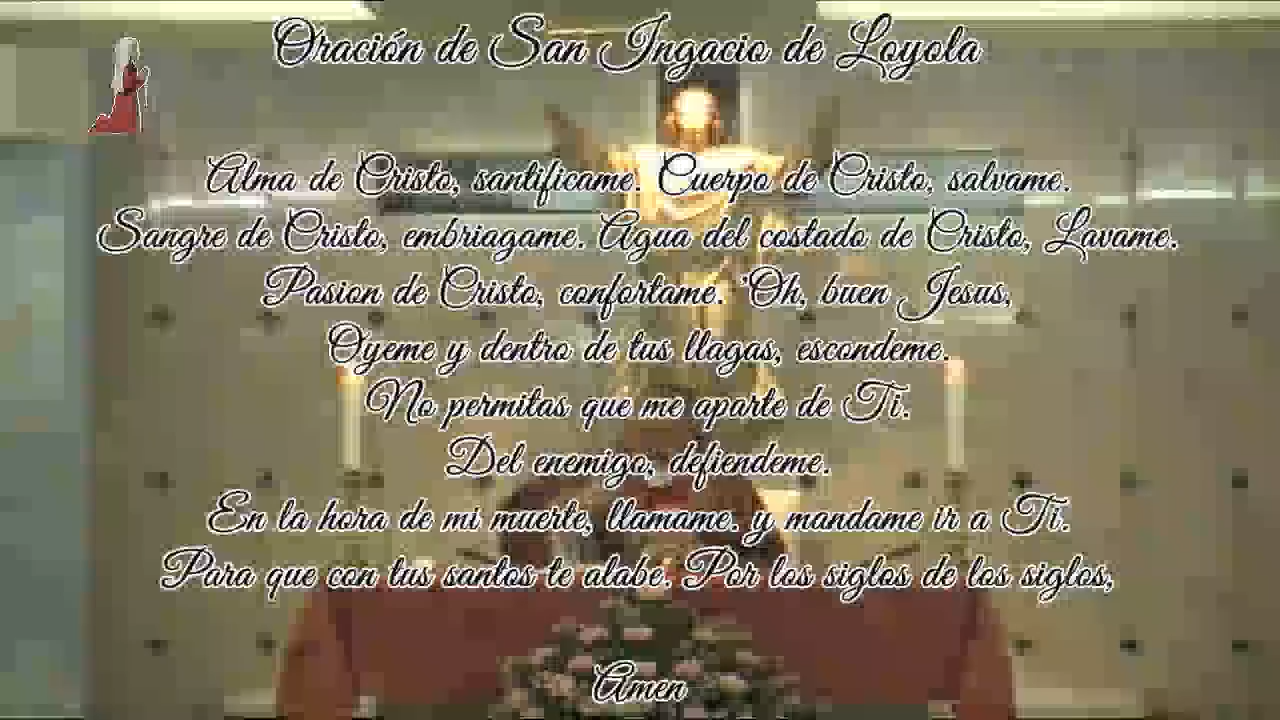 Oración de San Ingacio de Loyola
Alma de Cristo, santificame. Cuerpo de Cristo, salvame.
Sangre de Cristo, embriagame. Agua del costado de Cristo, Lavame.
Pasion de Cristo, confortame. 'Oh, buen Jesus,
Oyeme y dentro de tus llagas, escondeme.
No permitas que me aparte de Ti.
Del enemigo, defiendeme.
En la hora de mi muerte, llamame. y mandame ir a Ti.
Para que con tus santos te alabe. Por los siglos de los siglos,
Amen